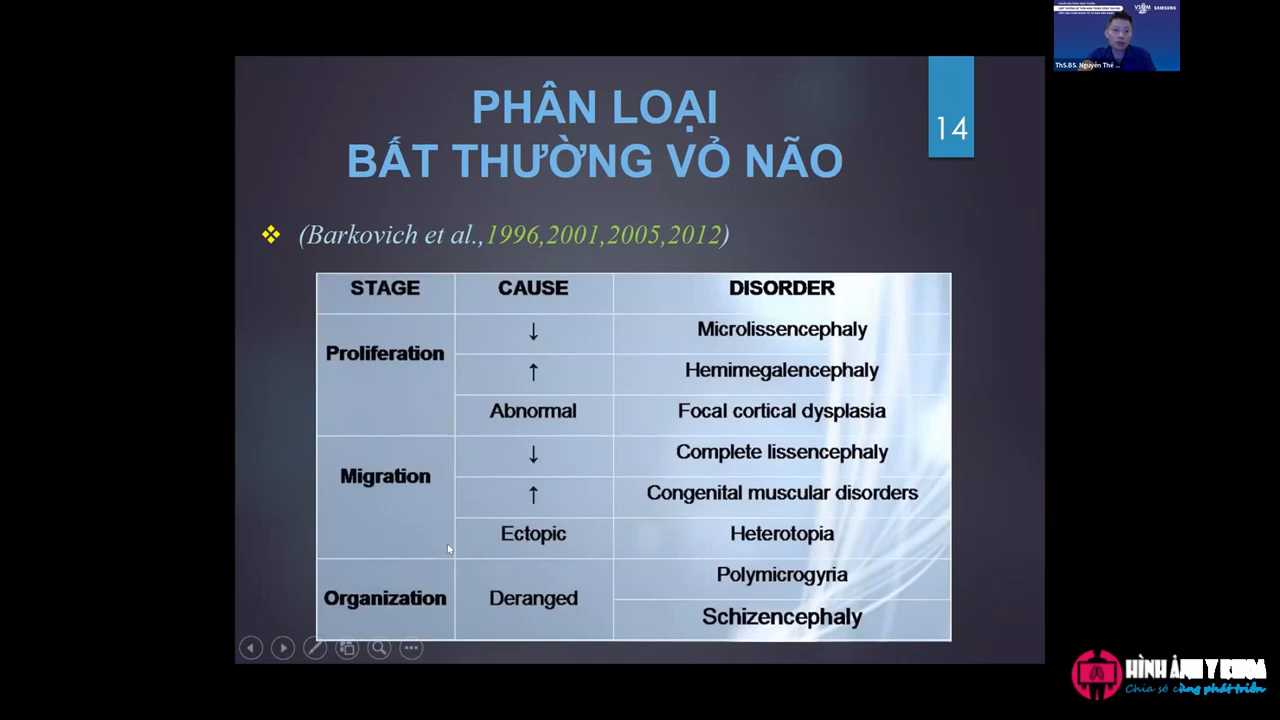 VSUM SAMSUNG
ThS.BS. Nguyễn Thế ...
14
PHÂN LOẠI
BẤT THƯỜNG VỎ NÃO
(Barkovich et al.,1996,2001,2005,2012)
STAGE CAUSE DISORDER
Proliferation
↓ Microlissencephaly
↑ Hemimegalencephaly
Abnormal Focal cortical dysplasia
Migration
↓ Complete lissencephaly
↑ Congenital muscular disorders
Ectopic Heterotopia
Organization Deranged
Polymicrogyria
Schizencephaly
HÌNH ẢNH Y KHOA
Chia sẻ cùng phát triển